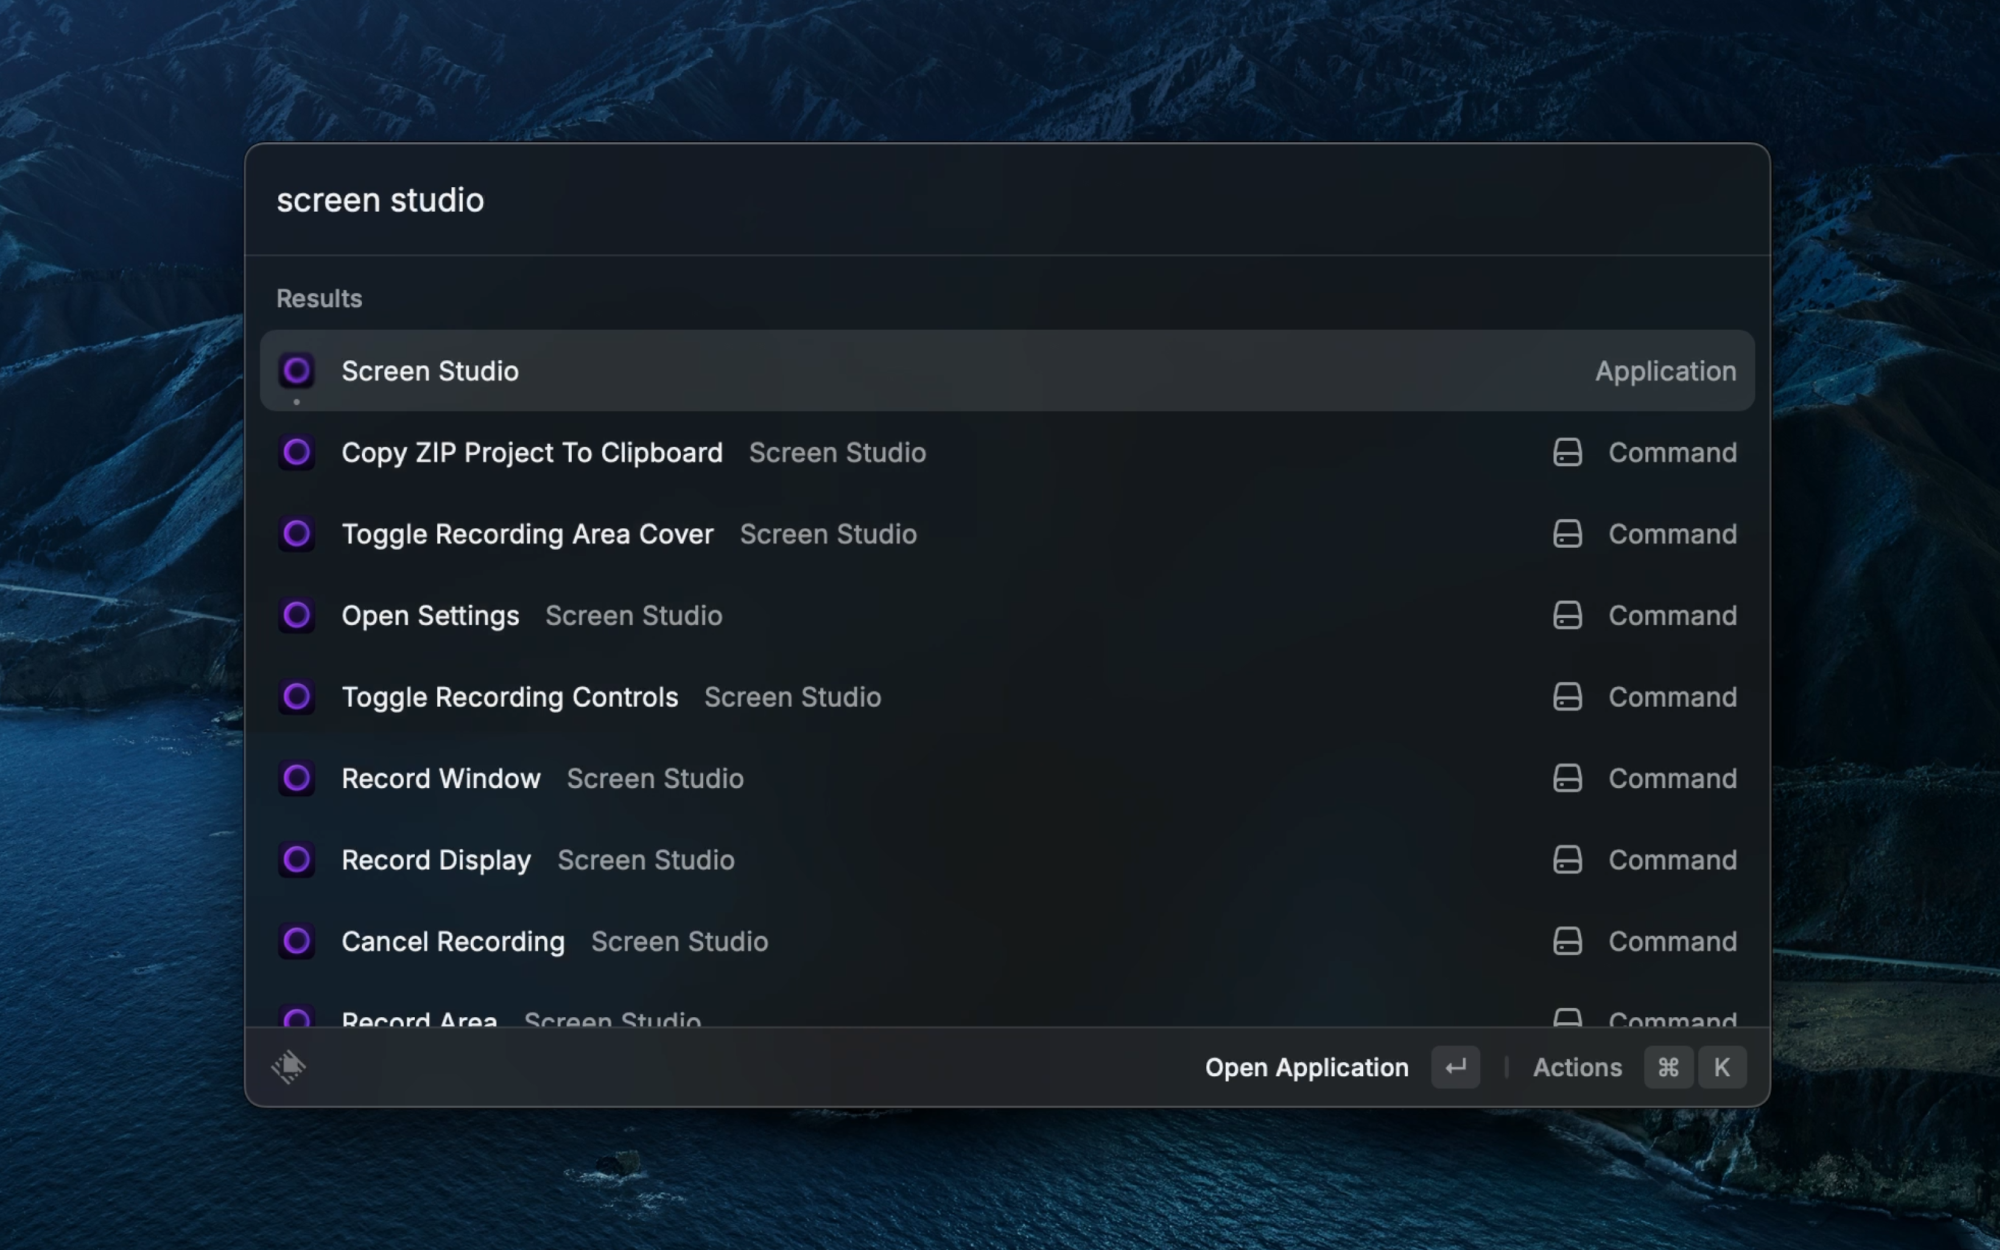 screen studio
Results
Screen Studio Application
Copy ZIP Project To Clipboard Screen Studio Command
Toggle Recording Area Cover Screen Studio Command
Open Settings Screen Studio Command
Toggle Recording Controls Screen Studio Command
Record Window Screen Studio Command
Record Display Screen Studio Command
Cancel Recording Screen Studio Command
Record Area Screen Studio Command
Open Application ↵ | Actions ⌘ K